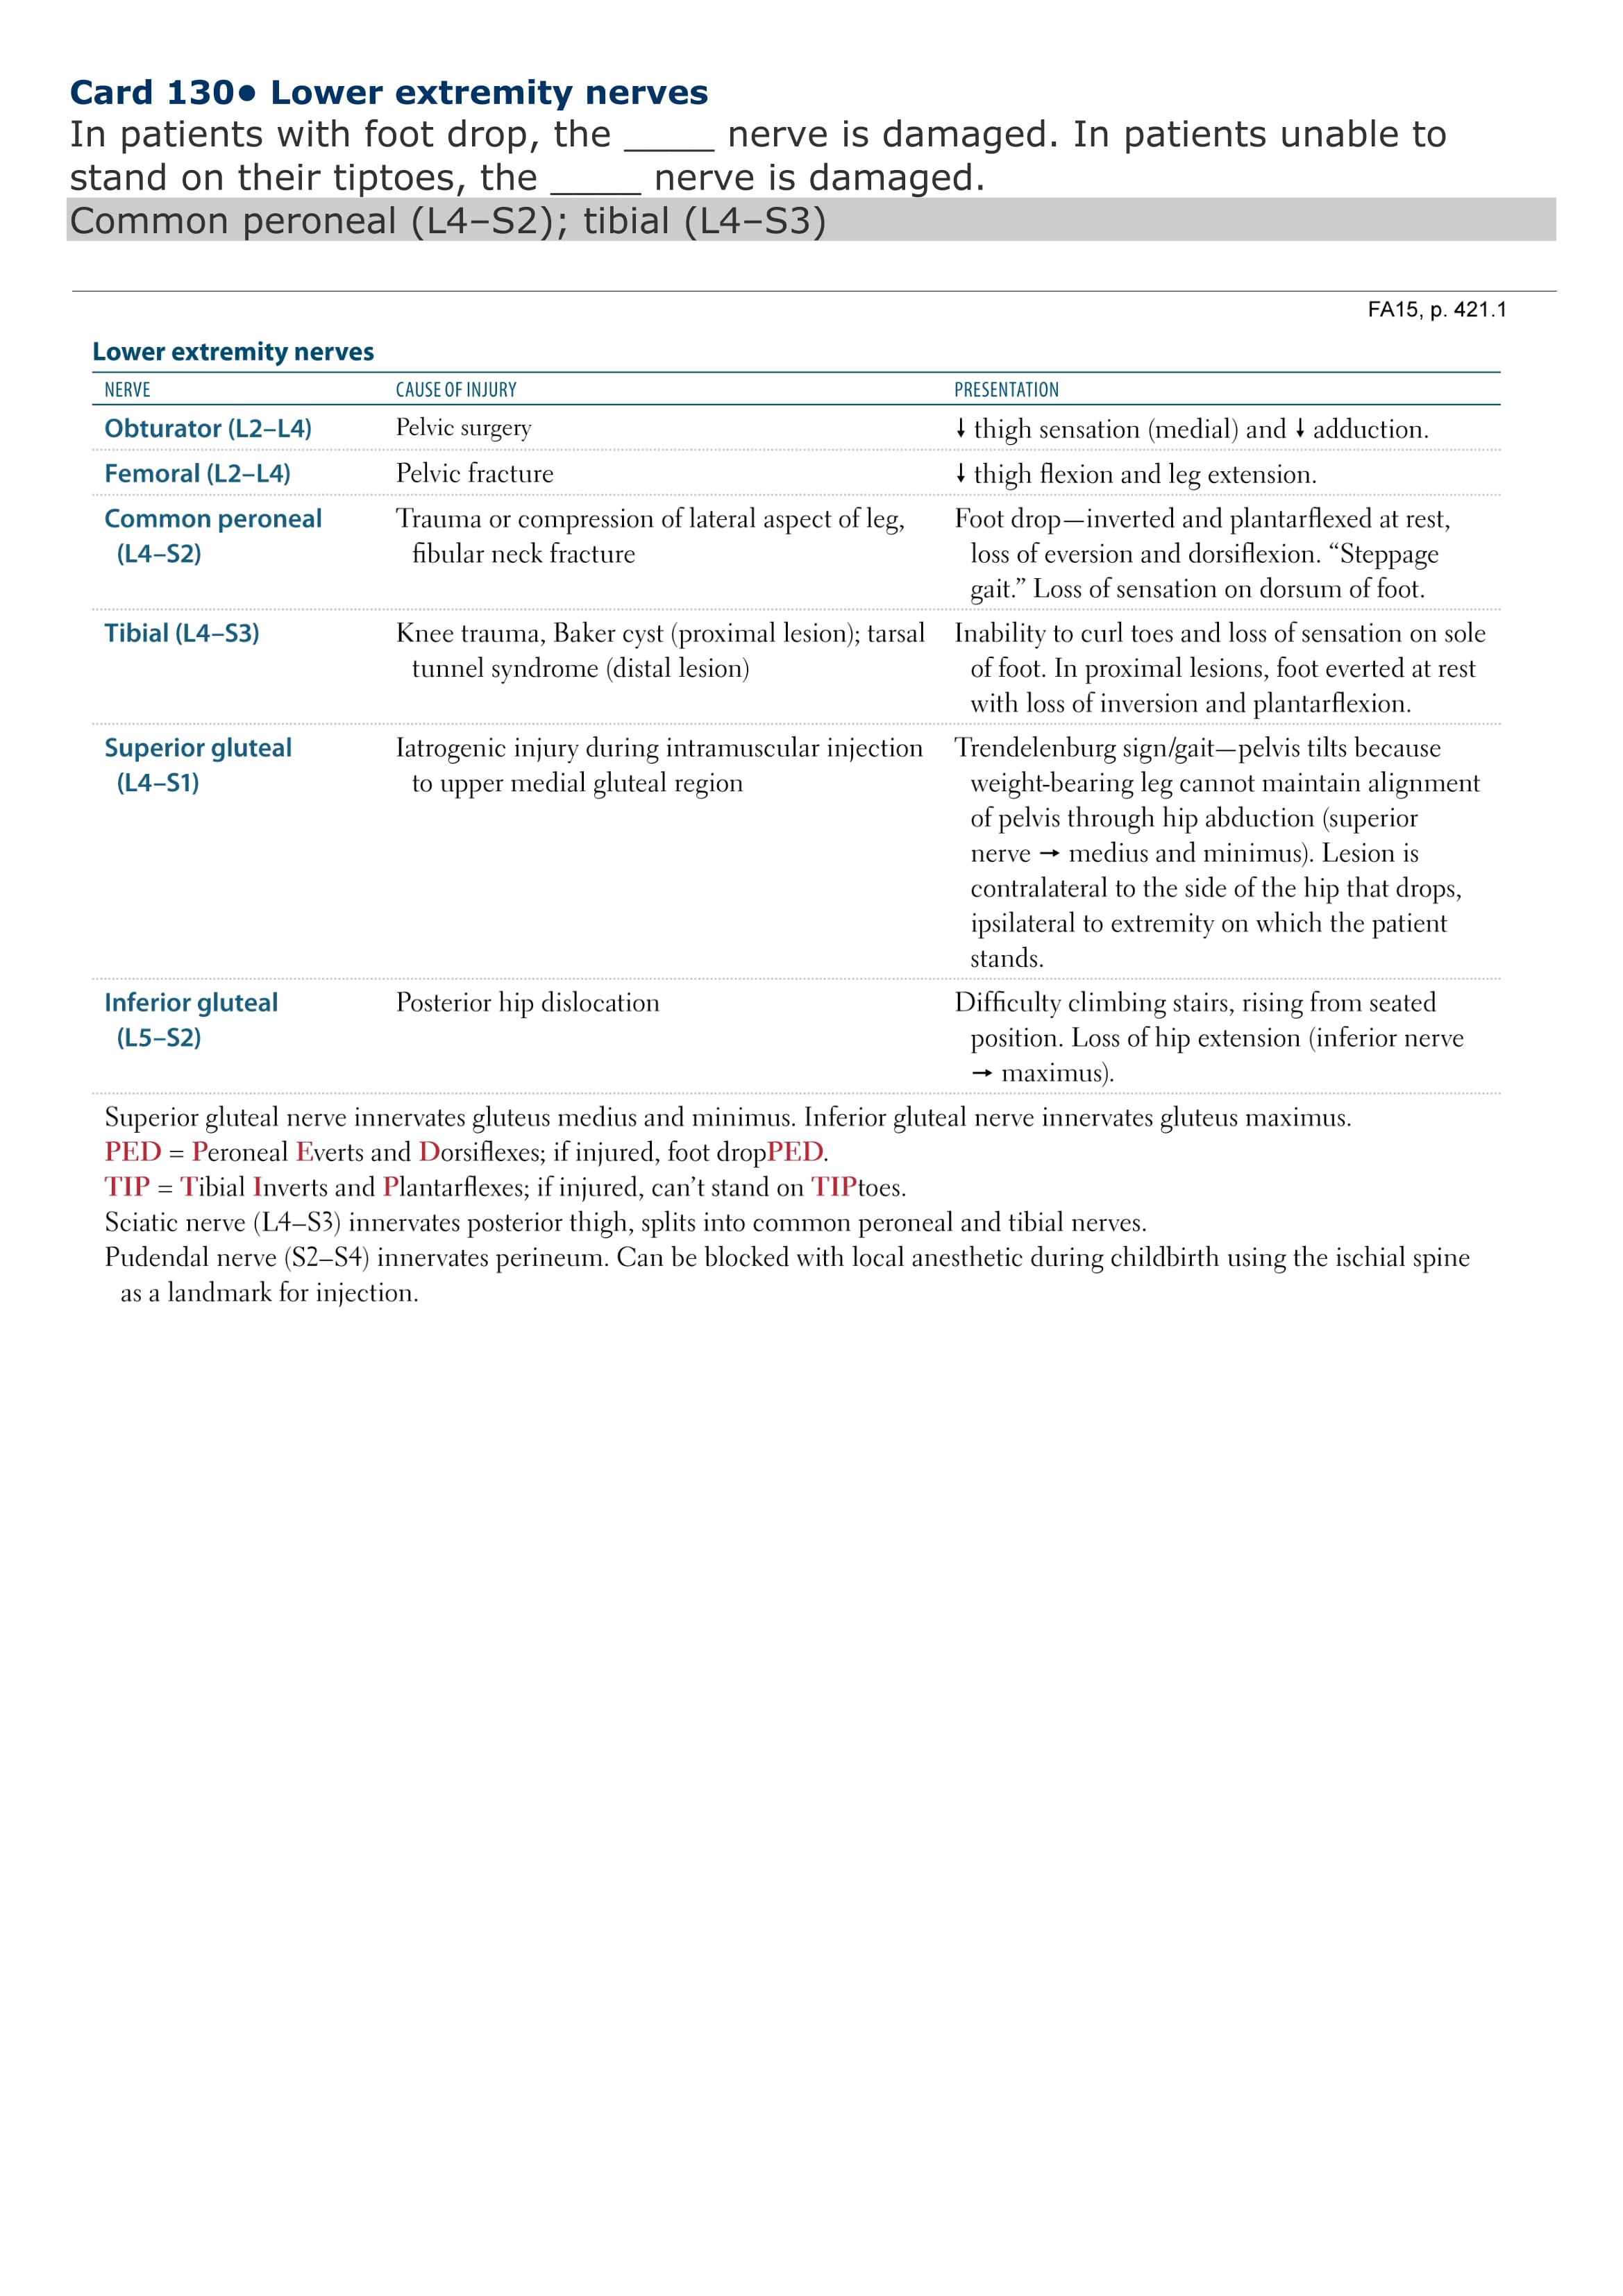 Card 130● Lower extremity nerves
In patients with foot drop, the _____ nerve is damaged. In patients unable to
stand on their tiptoes, the _____ nerve is damaged.
Common peroneal (L4–S2); tibial (L4–S3)
FA15, p. 421.1
Lower extremity nerves
NERVE CAUSE OF INJURY PRESENTATION
Obturator (L2–L4) Pelvic surgery ↓ thigh sensation (medial) and ↓ adduction.
Femoral (L2–L4) Pelvic fracture ↓ thigh flexion and leg extension.
Common peroneal Trauma or compression of lateral aspect of leg, Foot drop—inverted and plantarflexed at rest,
(L4–S2) fibular neck fracture loss of eversion and dorsiflexion. “Steppage
gait.” Loss of sensation on dorsum of foot.
Tibial (L4–S3) Knee trauma, Baker cyst (proximal lesion); tarsal Inability to curl toes and loss of sensation on sole
tunnel syndrome (distal lesion) of foot. In proximal lesions, foot everted at rest
with loss of inversion and plantarflexion.
Superior gluteal Iatrogenic injury during intramuscular injection Trendelenburg sign/gait—pelvis tilts because
(L4–S1) to upper medial gluteal region weight-bearing leg cannot maintain alignment
of pelvis through hip abduction (superior
nerve → medius and minimus). Lesion is
contralateral to the side of the hip that drops,
ipsilateral to extremity on which the patient
stands.
Inferior gluteal Posterior hip dislocation Difficulty climbing stairs, rising from seated
(L5–S2) position. Loss of hip extension (inferior nerve
→ maximus).
Superior gluteal nerve innervates gluteus medius and minimus. Inferior gluteal nerve innervates gluteus maximus.
PED = Peroneal Everts and Dorsiflexes; if injured, foot dropPED.
TIP = Tibial Inverts and Plantarflexes; if injured, can’t stand on TIPtoes.
Sciatic nerve (L4–S3) innervates posterior thigh, splits into common peroneal and tibial nerves.
Pudendal nerve (S2–S4) innervates perineum. Can be blocked with local anesthetic during childbirth using the ischial spine
as a landmark for injection.